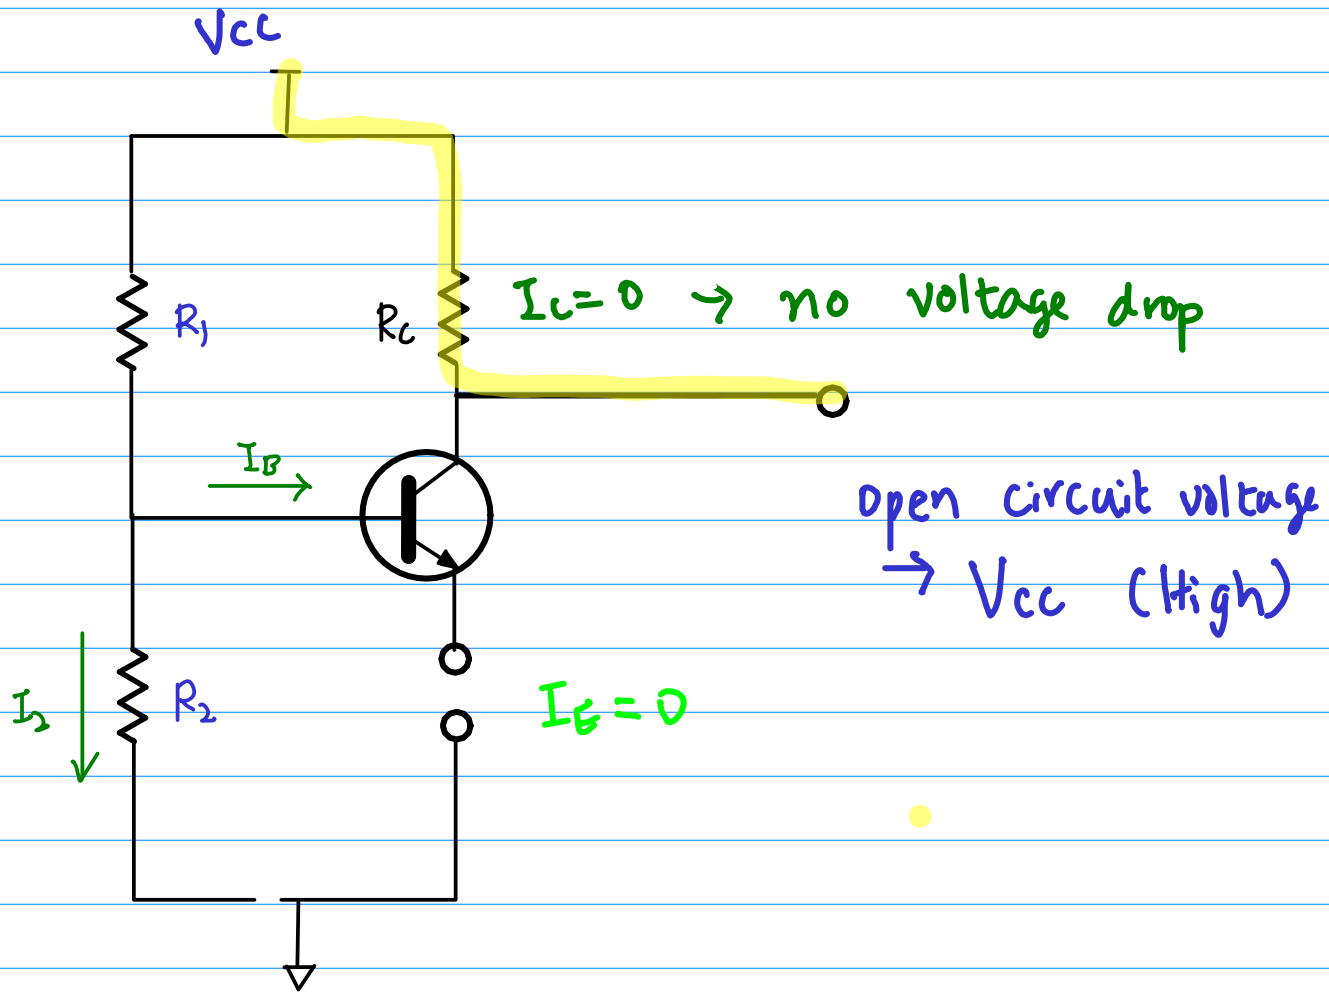 Vcc
R1
Rc
Ic=0 → no voltage drop
IB
open circuit voltage
→ Vcc (High)
I2
R2
IE=0